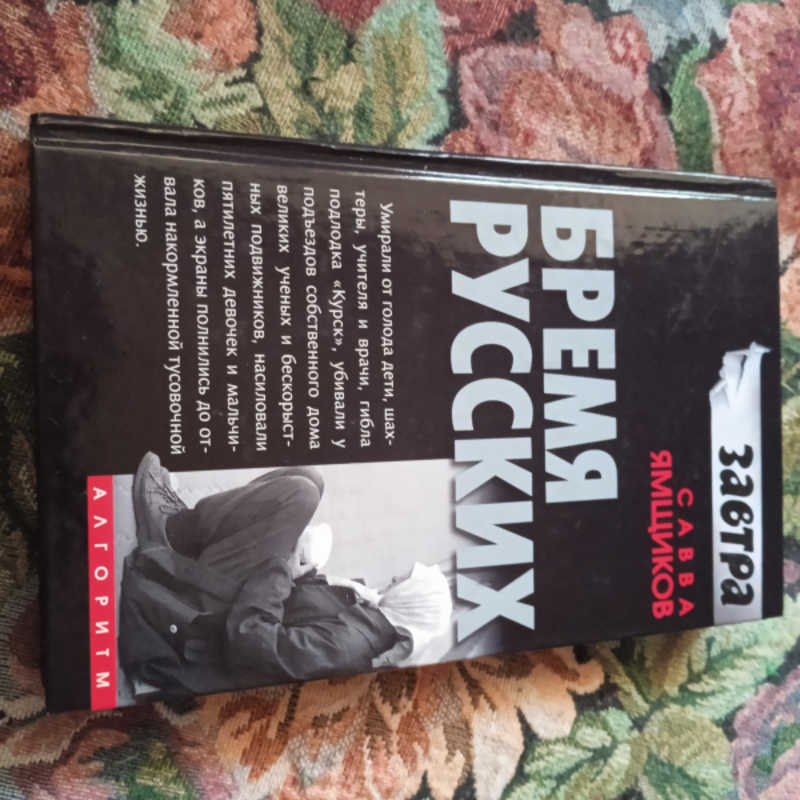 завтра
САВВА
ЯМЩИКОВ
БРЕМЯ
РУССКИХ
Умирали от голода дети, шах-
теры, учителя и врачи, гибла
подлодка «Курск», убивали у
подъездов собственного дома
великих ученых и бескорыст-
ных подвижников, насиловали
пятилетних девочек и мальчи-
ков, а экраны полнились до от-
вала накормленной тусовочной
жизнью.
АЛГОРИТМ